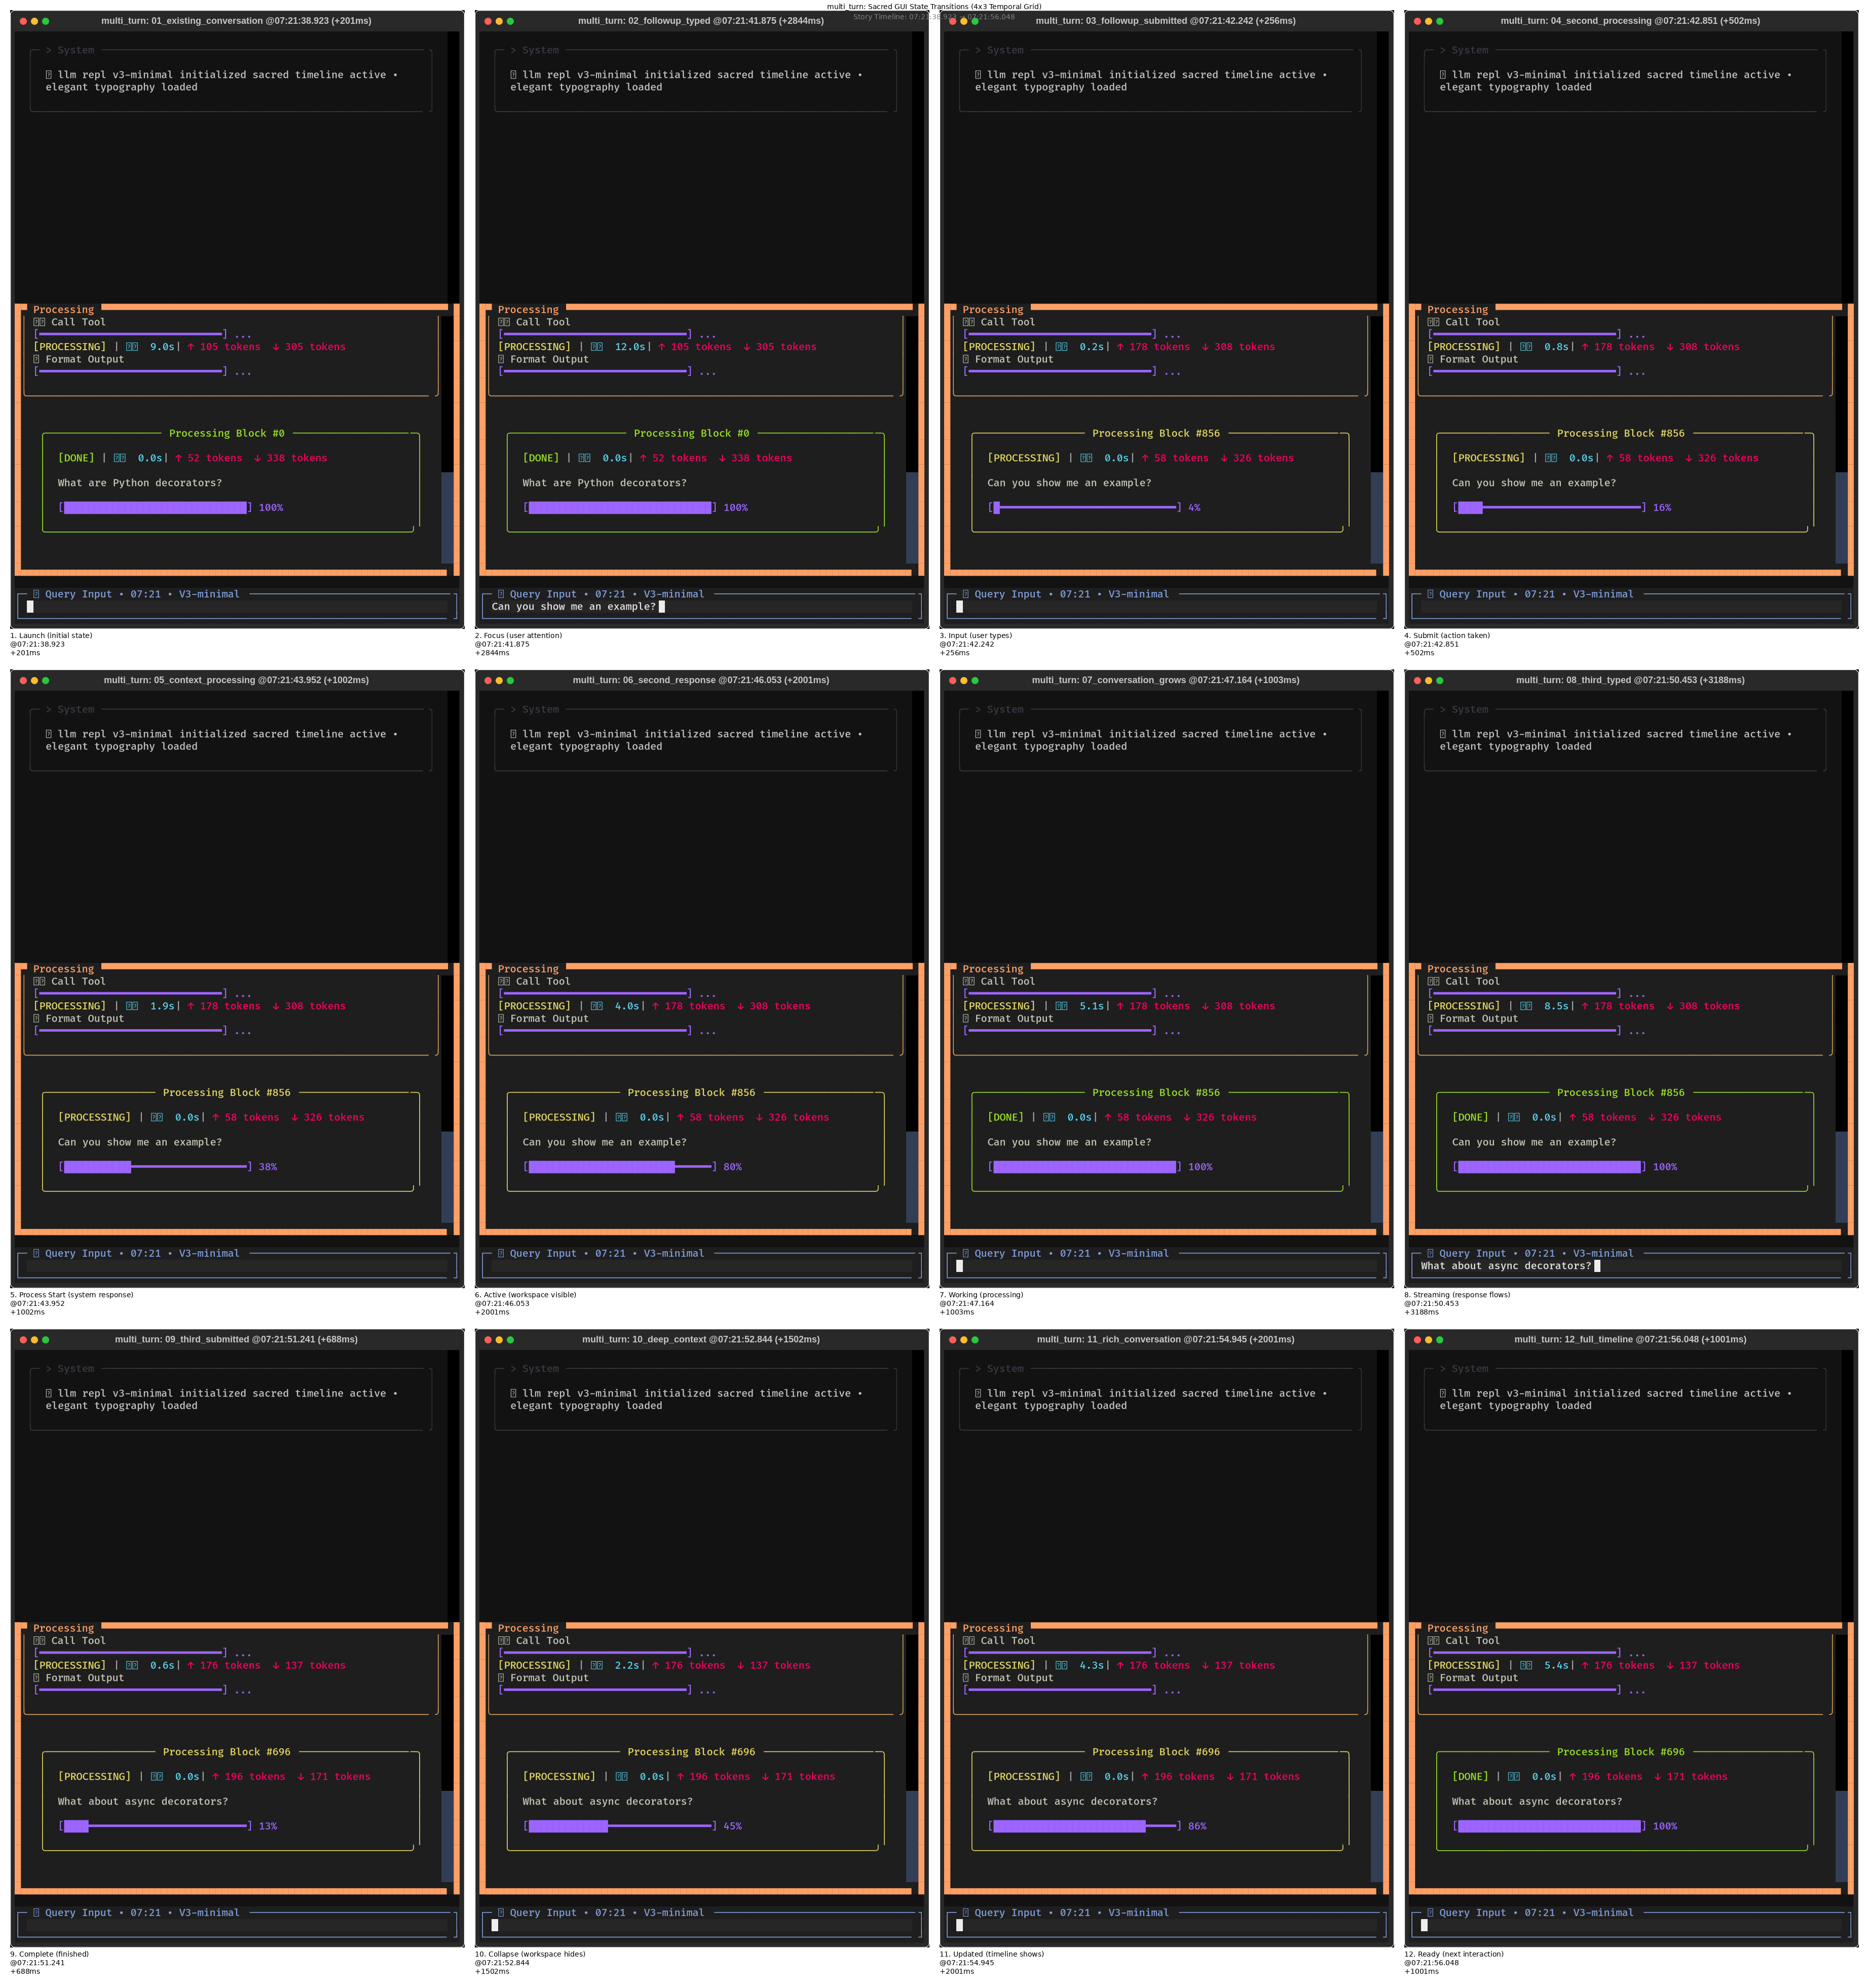 multi_turn: Sacred GUI State Transitions (4x3 Temporal Grid)
Story Timeline: 07:21:56.048
multi_turn: 01_existing_conversation @07:21:38.923 (+201ms)
> System
llm repl v3-minimal initialized sacred timeline active •
elegant typography loaded
Processing
Call Tool
[━━━━━━━━━━] ...
[PROCESSING] | 9.0s| ↑ 105 tokens ↓ 305 tokens
Format Output
[━━━━━━━━━━] ...
Processing Block #0
[DONE] | 0.0s| ↑ 52 tokens ↓ 338 tokens
What are Python decorators?
[██████████] 100%
Query Input • 07:21 • V3-minimal
1. Launch (initial state)
@07:21:38.923
+201ms
multi_turn: 02_followup_typed @07:21:41.875 (+2844ms)
> System
llm repl v3-minimal initialized sacred timeline active •
elegant typography loaded
Processing
Call Tool
[━━━━━━━━━━] ...
[PROCESSING] | 12.0s| ↑ 105 tokens ↓ 305 tokens
Format Output
[━━━━━━━━━━] ...
Processing Block #0
[DONE] | 0.0s| ↑ 52 tokens ↓ 338 tokens
What are Python decorators?
[██████████] 100%
Query Input • 07:21 • V3-minimal
Can you show me an example?
2. Focus (user attention)
@07:21:41.875
+2844ms
multi_turn: 03_followup_submitted @07:21:42.242 (+256ms)
> System
llm repl v3-minimal initialized sacred timeline active •
elegant typography loaded
Processing
Call Tool
[━━━━━━━━━━] ...
[PROCESSING] | 0.2s| ↑ 178 tokens ↓ 308 tokens
Format Output
[━━━━━━━━━━] ...
Processing Block #856
[PROCESSING] | 0.0s| ↑ 58 tokens ↓ 326 tokens
Can you show me an example?
[█━━━━━━━━━] 4%
Query Input • 07:21 • V3-minimal
3. Input (user types)
@07:21:42.242
+256ms
multi_turn: 04_second_processing @07:21:42.851 (+502ms)
> System
llm repl v3-minimal initialized sacred timeline active •
elegant typography loaded
Processing
Call Tool
[━━━━━━━━━━] ...
[PROCESSING] | 0.8s| ↑ 178 tokens ↓ 308 tokens
Format Output
[━━━━━━━━━━] ...
Processing Block #856
[PROCESSING] | 0.0s| ↑ 58 tokens ↓ 326 tokens
Can you show me an example?
[██━━━━━━━━] 16%
Query Input • 07:21 • V3-minimal
4. Submit (action taken)
@07:21:42.851
+502ms
multi_turn: 05_context_processing @07:21:43.952 (+1002ms)
> System
llm repl v3-minimal initialized sacred timeline active •
elegant typography loaded
Processing
Call Tool
[━━━━━━━━━━] ...
[PROCESSING] | 1.9s| ↑ 178 tokens ↓ 308 tokens
Format Output
[━━━━━━━━━━] ...
Processing Block #856
[PROCESSING] | 0.0s| ↑ 58 tokens ↓ 326 tokens
Can you show me an example?
[████━━━━━━] 38%
Query Input • 07:21 • V3-minimal
5. Process Start (system response)
@07:21:43.952
+1002ms
multi_turn: 06_second_response @07:21:46.053 (+2001ms)
> System
llm repl v3-minimal initialized sacred timeline active •
elegant typography loaded
Processing
Call Tool
[━━━━━━━━━━] ...
[PROCESSING] | 4.0s| ↑ 178 tokens ↓ 308 tokens
Format Output
[━━━━━━━━━━] ...
Processing Block #856
[PROCESSING] | 0.0s| ↑ 58 tokens ↓ 326 tokens
Can you show me an example?
[████████━━] 80%
Query Input • 07:21 • V3-minimal
6. Active (workspace visible)
@07:21:46.053
+2001ms
multi_turn: 07_conversation_grows @07:21:47.164 (+1003ms)
> System
llm repl v3-minimal initialized sacred timeline active •
elegant typography loaded
Processing
Call Tool
[━━━━━━━━━━] ...
[PROCESSING] | 5.1s| ↑ 178 tokens ↓ 308 tokens
Format Output
[━━━━━━━━━━] ...
Processing Block #856
[DONE] | 0.0s| ↑ 58 tokens ↓ 326 tokens
Can you show me an example?
[██████████] 100%
Query Input • 07:21 • V3-minimal
7. Working (processing)
@07:21:47.164
+1003ms
multi_turn: 08_third_typed @07:21:50.453 (+3188ms)
> System
llm repl v3-minimal initialized sacred timeline active •
elegant typography loaded
Processing
Call Tool
[━━━━━━━━━━] ...
[PROCESSING] | 8.5s| ↑ 178 tokens ↓ 308 tokens
Format Output
[━━━━━━━━━━] ...
Processing Block #856
[DONE] | 0.0s| ↑ 58 tokens ↓ 326 tokens
Can you show me an example?
[██████████] 100%
Query Input • 07:21 • V3-minimal
What about async decorators?
8. Streaming (response flows)
@07:21:50.453
+3188ms
multi_turn: 09_third_submitted @07:21:51.241 (+688ms)
> System
llm repl v3-minimal initialized sacred timeline active •
elegant typography loaded
Processing
Call Tool
[━━━━━━━━━━] ...
[PROCESSING] | 0.6s| ↑ 176 tokens ↓ 137 tokens
Format Output
[━━━━━━━━━━] ...
Processing Block #696
[PROCESSING] | 0.0s| ↑ 196 tokens ↓ 171 tokens
What about async decorators?
[█━━━━━━━━━] 13%
Query Input • 07:21 • V3-minimal
9. Complete (finished)
@07:21:51.241
+688ms
multi_turn: 10_deep_context @07:21:52.844 (+1502ms)
> System
llm repl v3-minimal initialized sacred timeline active •
elegant typography loaded
Processing
Call Tool
[━━━━━━━━━━] ...
[PROCESSING] | 2.2s| ↑ 176 tokens ↓ 137 tokens
Format Output
[━━━━━━━━━━] ...
Processing Block #696
[PROCESSING] | 0.0s| ↑ 196 tokens ↓ 171 tokens
What about async decorators?
[████━━━━━━] 45%
Query Input • 07:21 • V3-minimal
10. Collapse (workspace hides)
@07:21:52.844
+1502ms
multi_turn: 11_rich_conversation @07:21:54.945 (+2001ms)
> System
llm repl v3-minimal initialized sacred timeline active •
elegant typography loaded
Processing
Call Tool
[━━━━━━━━━━] ...
[PROCESSING] | 4.3s| ↑ 176 tokens ↓ 137 tokens
Format Output
[━━━━━━━━━━] ...
Processing Block #696
[PROCESSING] | 0.0s| ↑ 196 tokens ↓ 171 tokens
What about async decorators?
[████████━━] 86%
Query Input • 07:21 • V3-minimal
11. Updated (timeline shows)
@07:21:54.945
+2001ms
multi_turn: 12_full_timeline @07:21:56.048 (+1001ms)
> System
llm repl v3-minimal initialized sacred timeline active •
elegant typography loaded
Processing
Call Tool
[━━━━━━━━━━] ...
[PROCESSING] | 5.4s| ↑ 176 tokens ↓ 137 tokens
Format Output
[━━━━━━━━━━] ...
Processing Block #696
[DONE] | 0.0s| ↑ 196 tokens ↓ 171 tokens
What about async decorators?
[██████████] 100%
Query Input • 07:21 • V3-minimal
12. Ready (next interaction)
@07:21:56.048
+1001ms